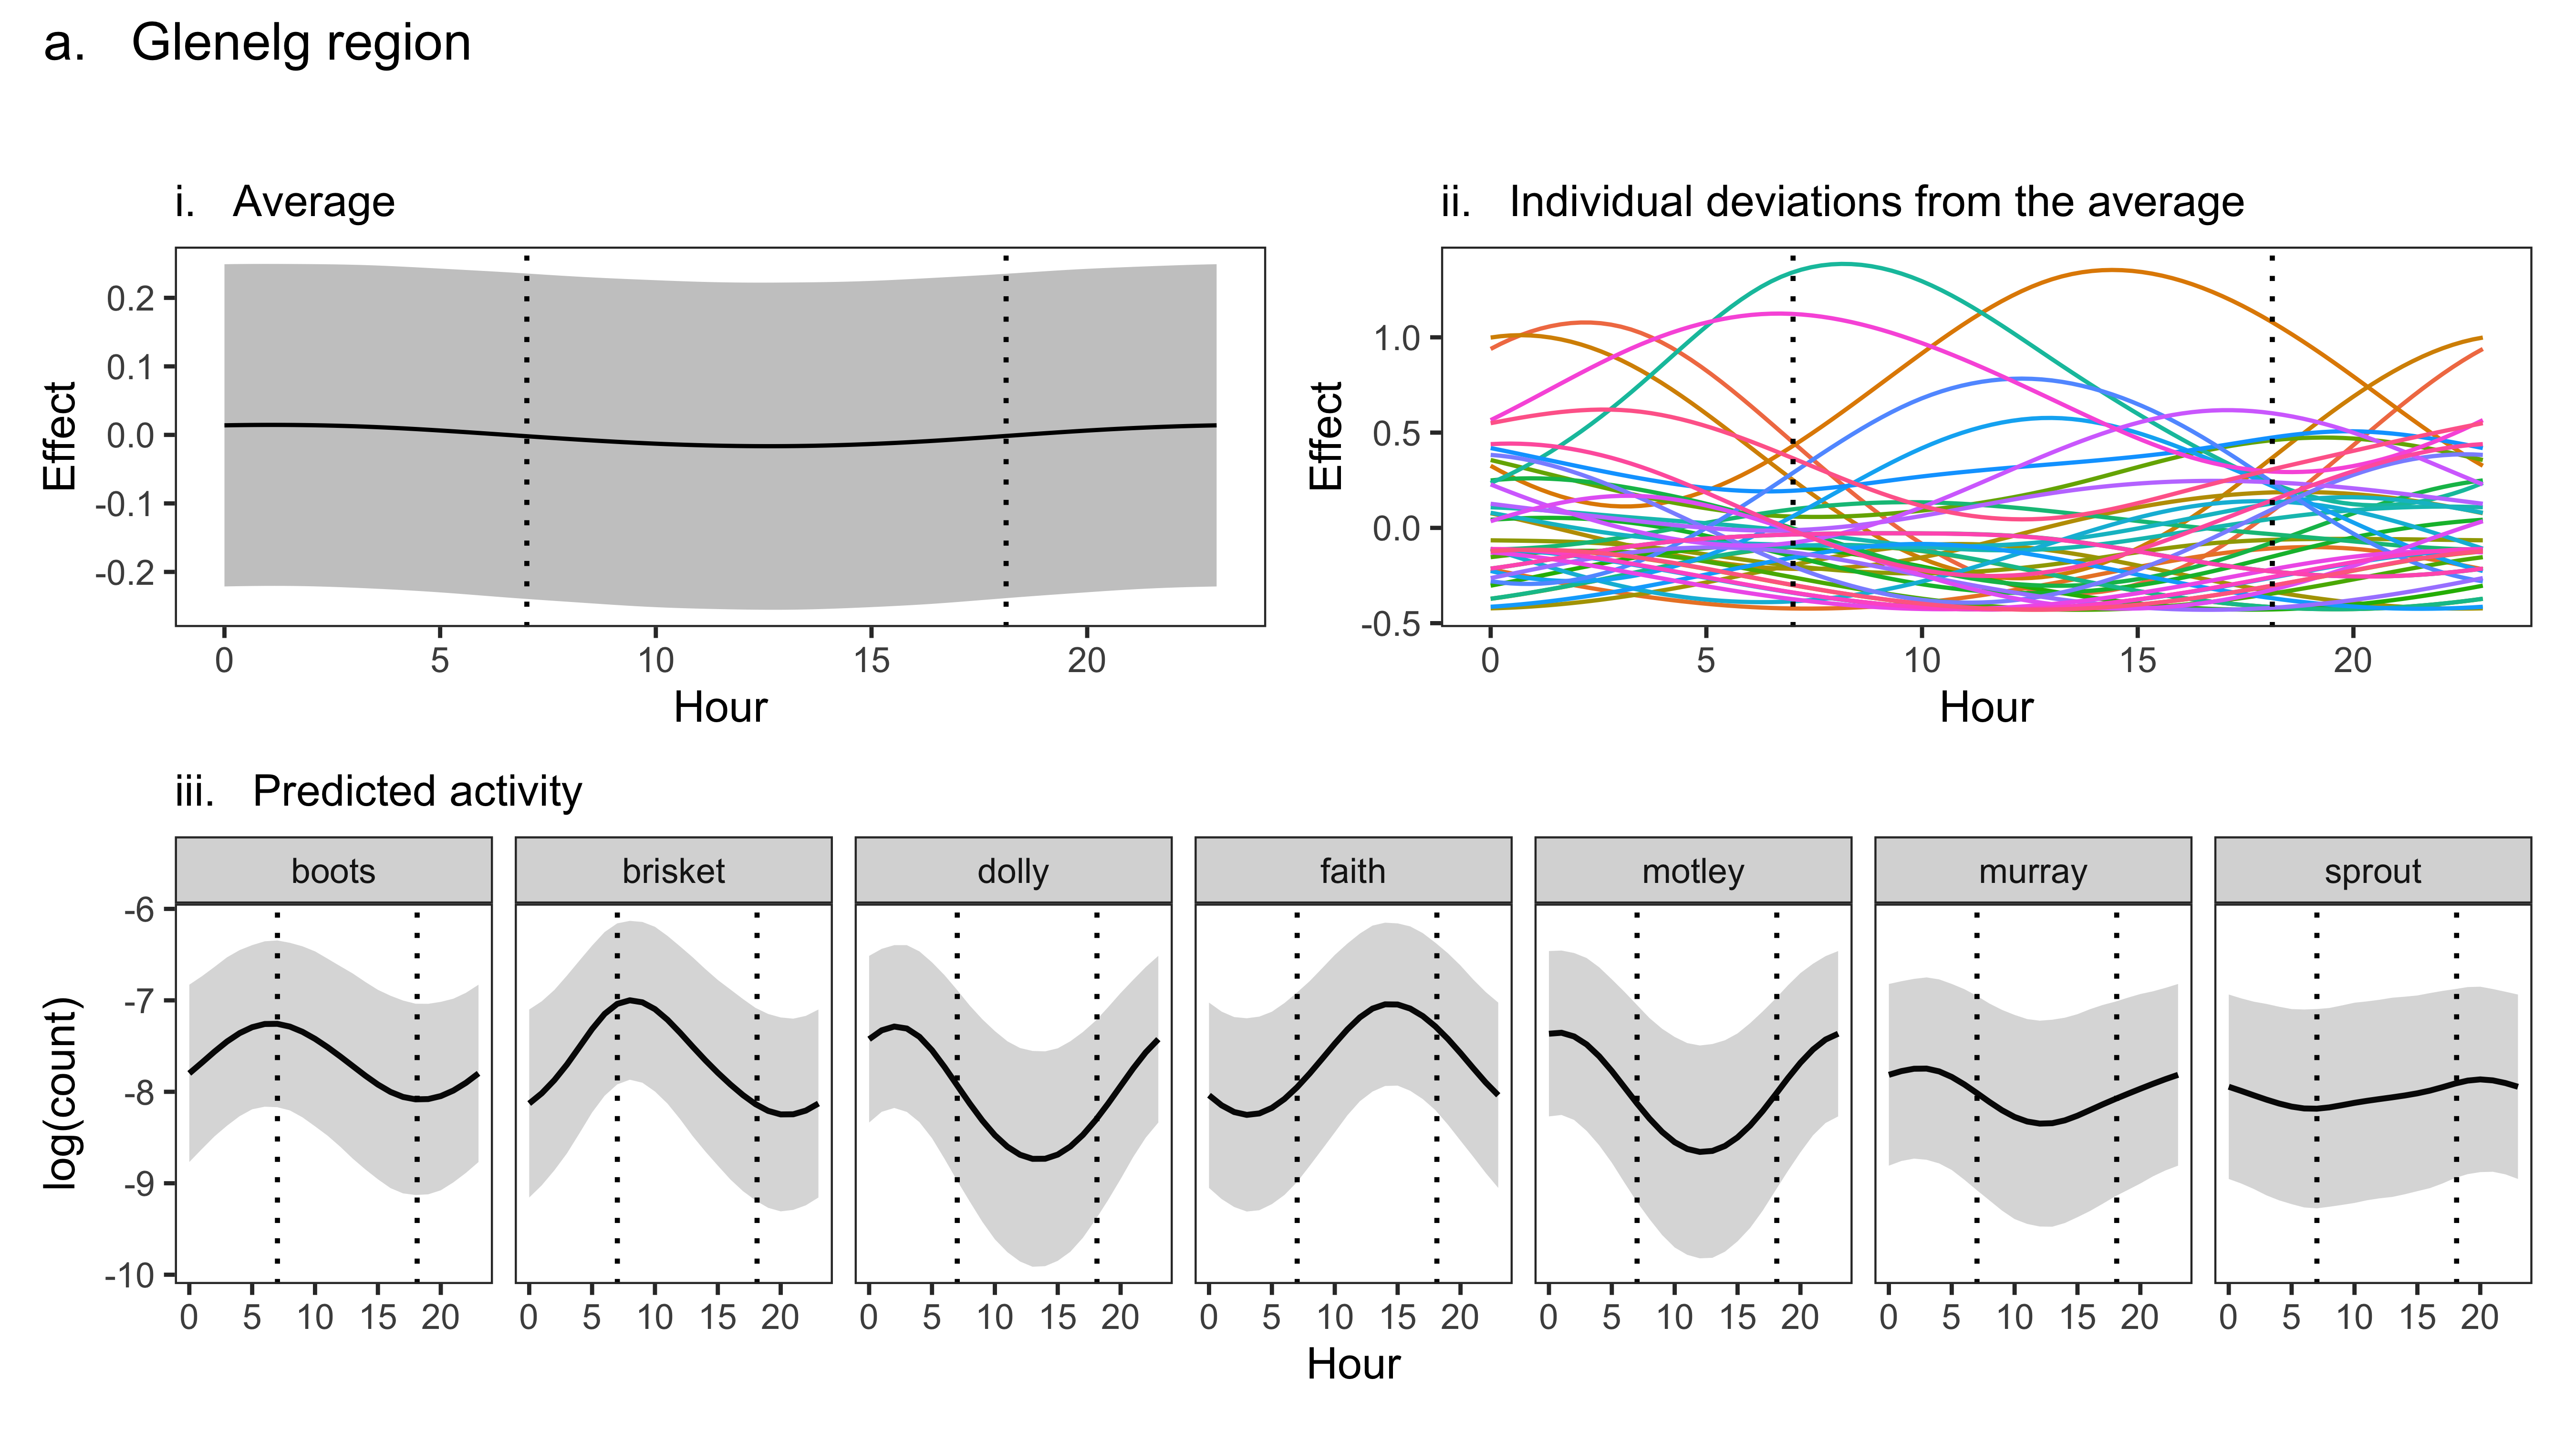 a. Glenelg region
i. Average
ii. Individual deviations from the average
Effect
0.2
0.1
0.0
-0.1
-0.2
0 5 10 15 20
Hour
Effect
1.0
0.5
0.0
-0.5
0 5 10 15 20
Hour
iii. Predicted activity
boots brisket dolly faith motley murray sprout
log(count)
-6
-7
-8
-9
-10
0 5 10 15 20 0 5 10 15 20 0 5 10 15 20 0 5 10 15 20 0 5 10 15 20 0 5 10 15 20 0 5 10 15 20
Hour